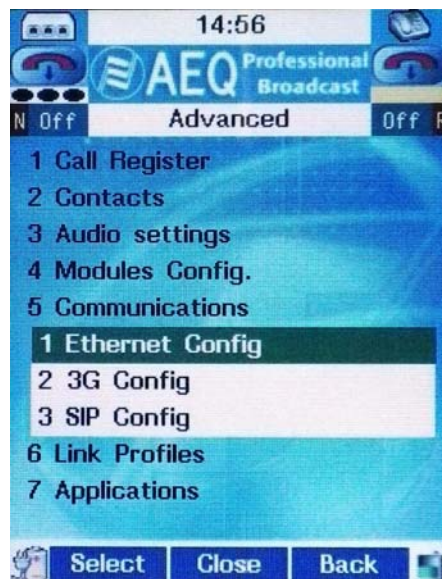 14:56
AEQ Professional
Broadcast
N Off Advanced Off
1 Call Register
2 Contacts
3 Audio settings
4 Modules Config.
5 Communications
1 Ethernet Config
2 3G Config
3 SIP Config
6 Link Profiles
7 Applications
Select Close Back